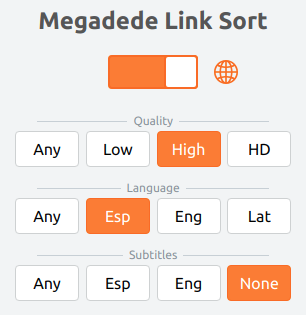 Megadede Link Sort
Quality
Any Low High HD
Language
Any Esp Eng Lat
Subtitles
Any Esp Eng None